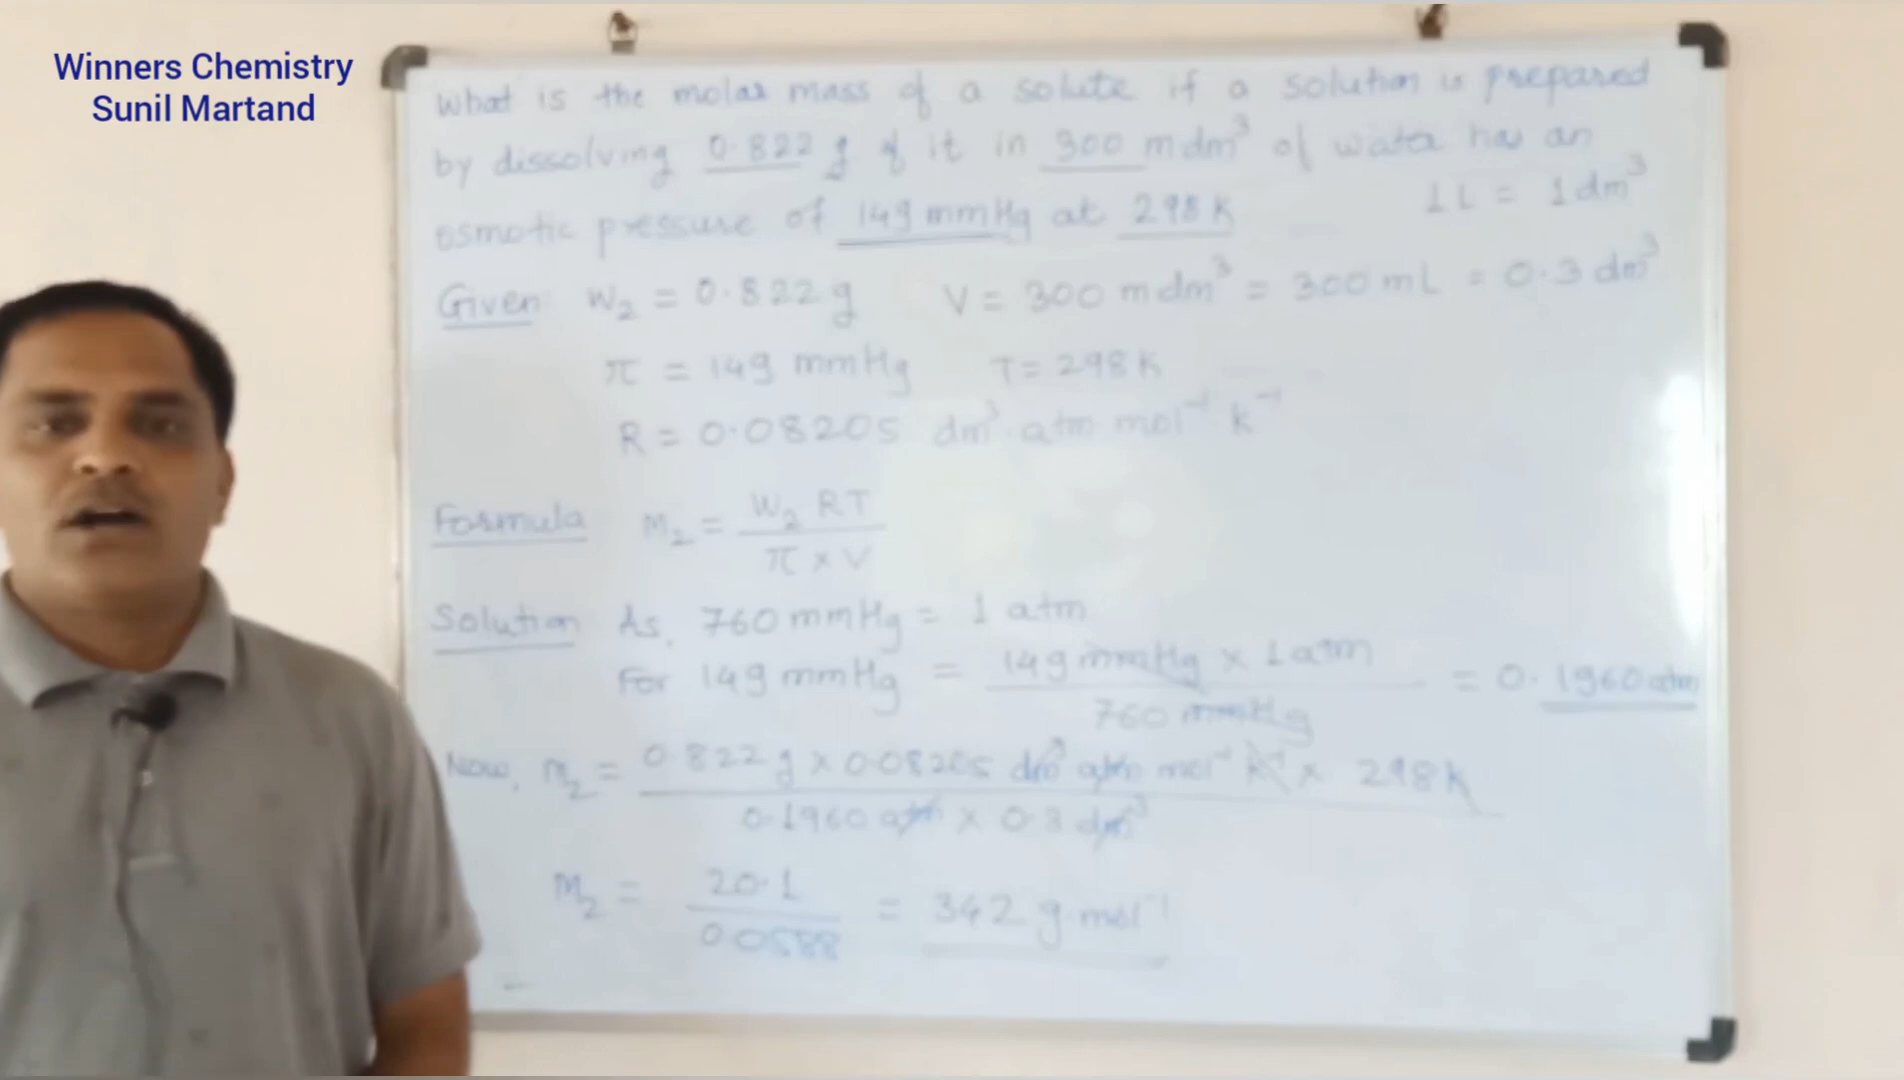 Winners Chemistry
Sunil Martand
What is the molar mass of a solute if a solution is prepared
by dissolving 0.822 g of it in 300 mdm³ of water has an
osmotic pressure of 149 mmHg at 298 K
1 L = 1 dm³
Given W₂ = 0.822 g V = 300 mdm³ = 300 mL = 0.3 dm³
π = 149 mmHg T = 298 K
R = 0.08205 dm³ atm mol⁻¹ K⁻¹
Formula M₂ = W₂ RT / π × V
Solution As, 760 mmHg = 1 atm
For 149 mmHg = 149 mmHg × 1 atm / 760 mmHg = 0.1960 atm
Now, M₂ = 0.822 g × 0.08205 dm³ atm mol⁻¹ K⁻¹ × 298 K / 0.1960 atm × 0.3 dm³
M₂ = 20.1 / 0.0588 = 342 g mol⁻¹